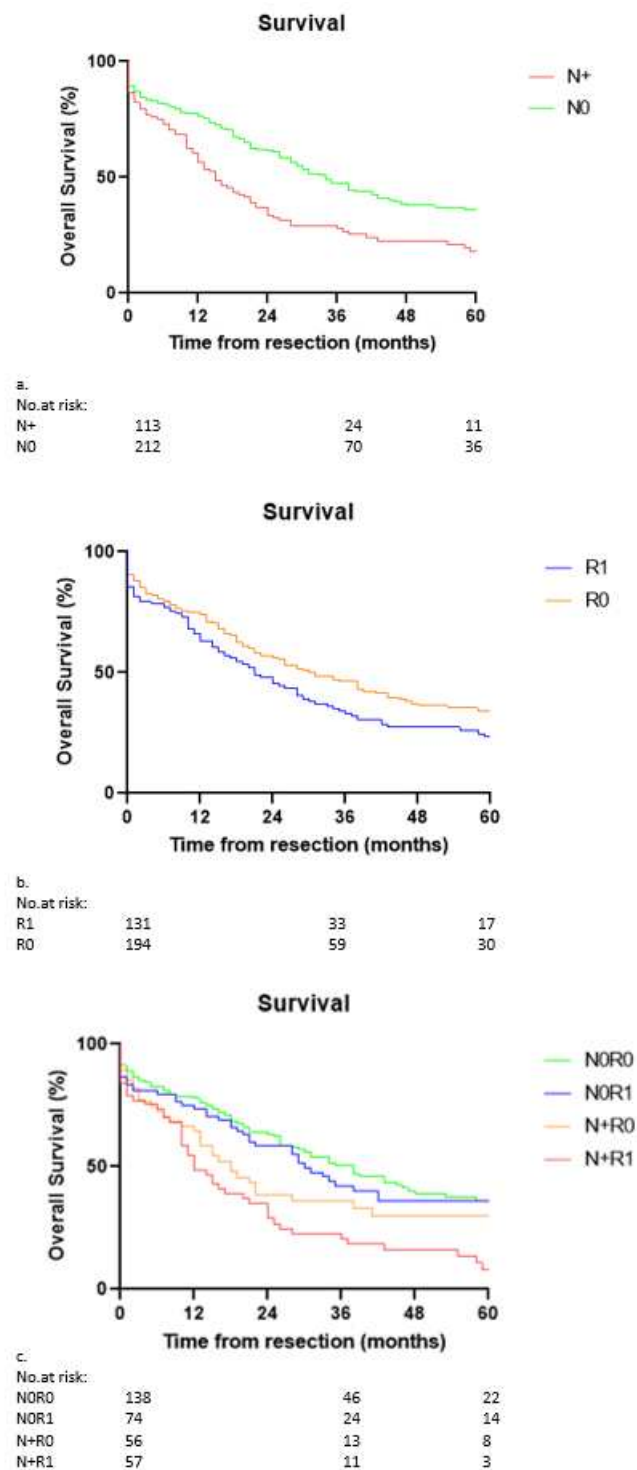 Survival
100
50
0
Overall Survival (%)
N+
N0
0 12 24 36 48 60
Time from resection (months)
a.
No.at risk:
N+ 113 24 11
N0 212 70 36
Survival
100
50
0
Overall Survival (%)
R1
R0
0 12 24 36 48 60
Time from resection (months)
b.
No.at risk:
R1 131 33 17
R0 194 59 30
Survival
100
50
0
Overall Survival (%)
N0R0
N0R1
N+R0
N+R1
0 12 24 36 48 60
Time from resection (months)
c.
No.at risk:
N0R0 138 46 22
N0R1 74 24 14
N+R0 56 13 8
N+R1 57 11 3